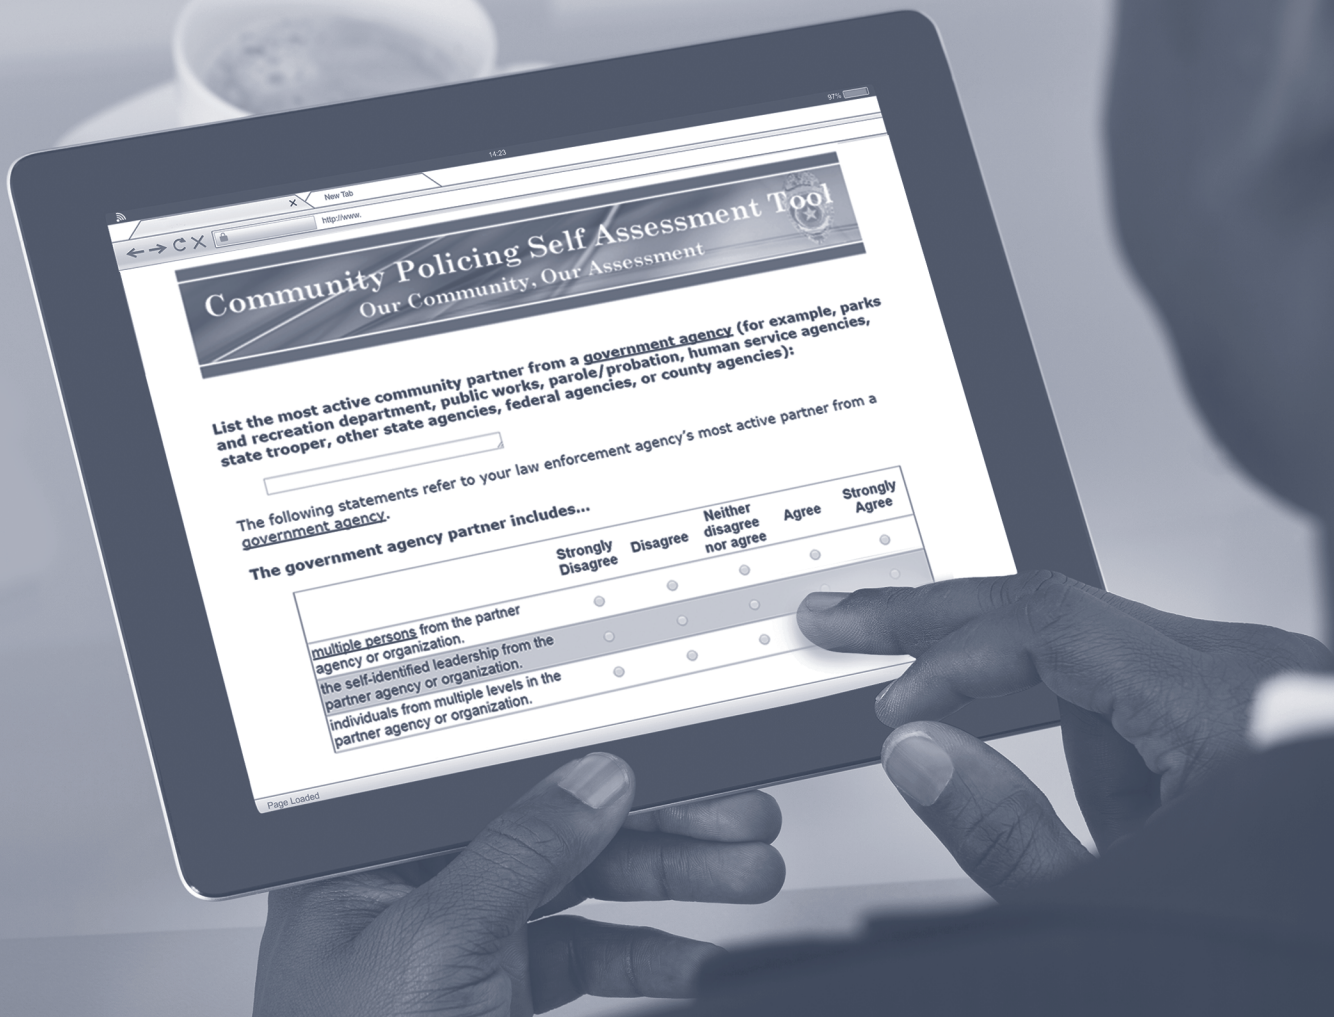 97%
14:23
New Tab
http://www.
Community Policing Self Assessment Tool
Our Community, Our Assessment
List the most active community partner from a government agency (for example, parks
and recreation department, public works, parole/probation, human service agencies,
state trooper, other state agencies, federal agencies, or county agencies):
The following statements refer to your law enforcement agency's most active partner from a
government agency.
The government agency partner includes...
Strongly
Disagree
Disagree
Neither
disagree
nor agree
Agree
Strongly
Agree
multiple persons from the partner
agency or organization.
the self-identified leadership from the
partner agency or organization.
individuals from multiple levels in the
partner agency or organization.
Page Loaded